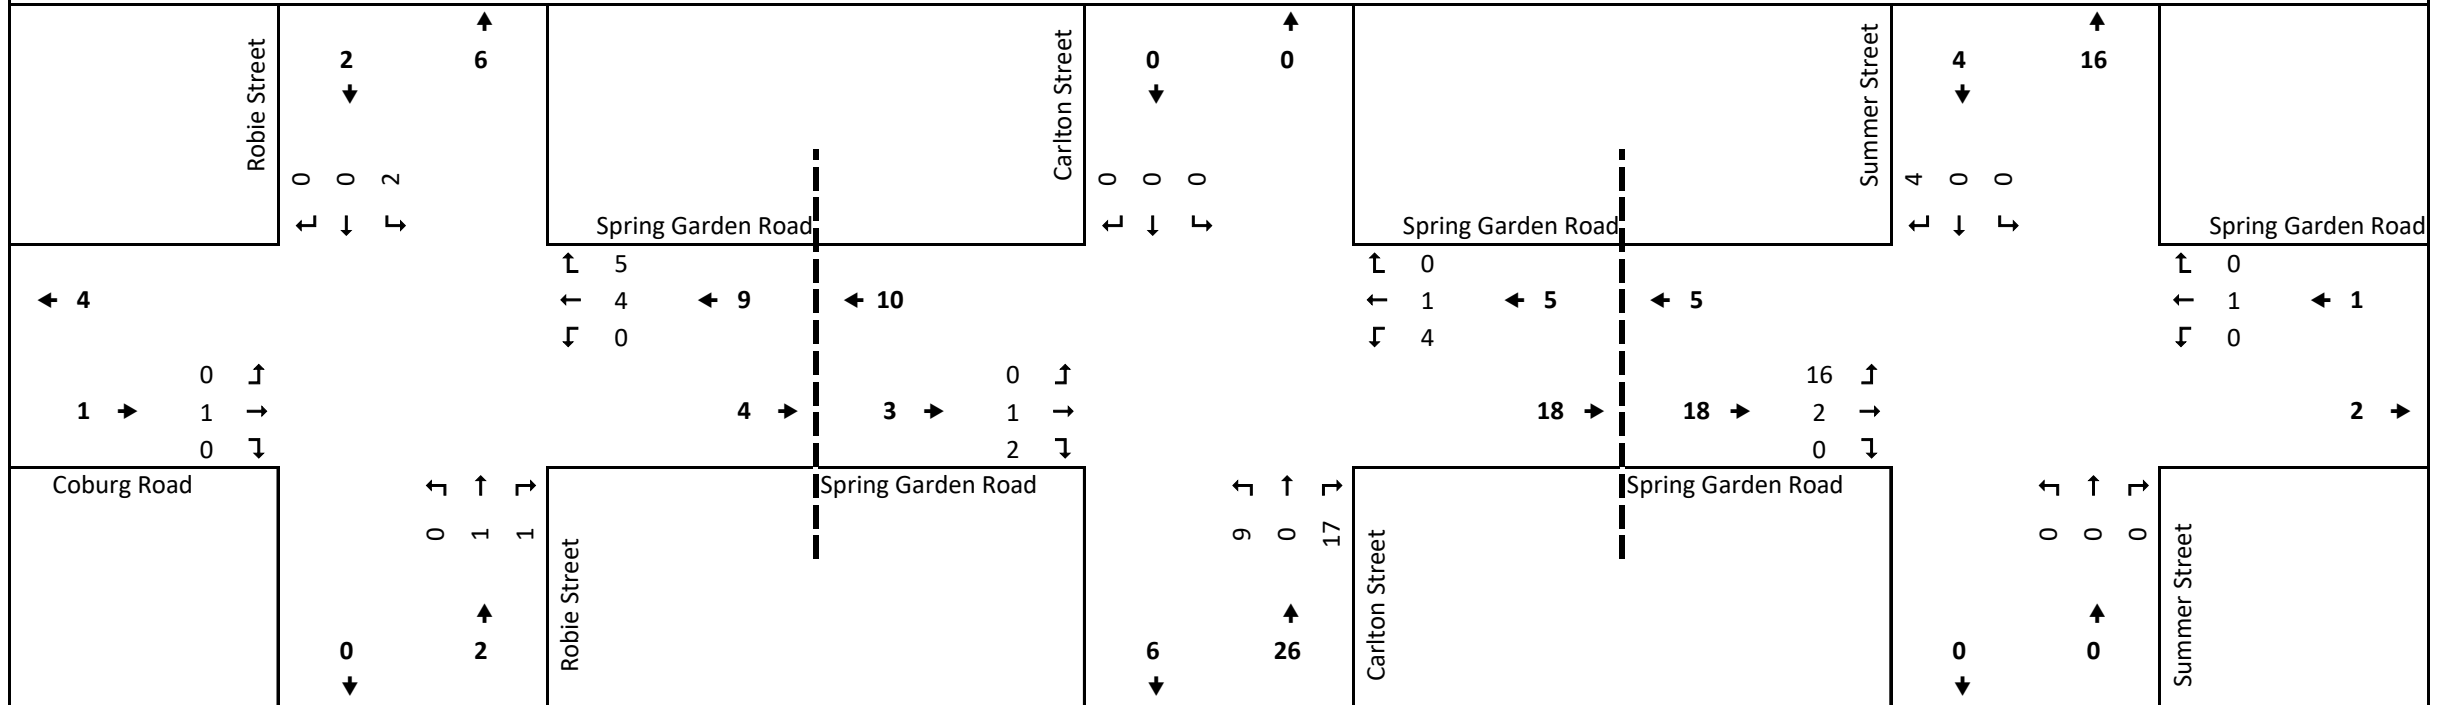 Robie Street
2 6
Carlton Street
0 0
Summer Street
4 16
0 0 2
0 0 0
4 0 0
Spring Garden Road
Spring Garden Road
Spring Garden Road
5
0
0
4
4 9
10
1 5
5
1 1
0
4
0
0
0
16
1
1
4
3
1
18
18
2
2
0
2
0
Coburg Road
Spring Garden Road
Spring Garden Road
0 1 1
9 0 17
0 0 0
Robie Street
Carlton Street
Summer Street
0 2
6 26
0 0